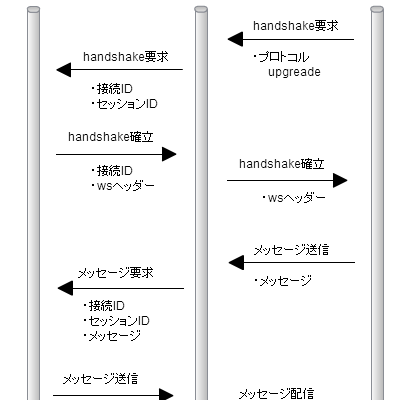 handshake要求
・プロトコル
upgreade
handshake要求
・接続ID
・セッションID
handshake確立
・接続ID
・wsヘッダー
handshake確立
・wsヘッダー
メッセージ送信
・メッセージ
メッセージ要求
・接続ID
・セッションID
・メッセージ
メッセージ送信
メッセージ配信